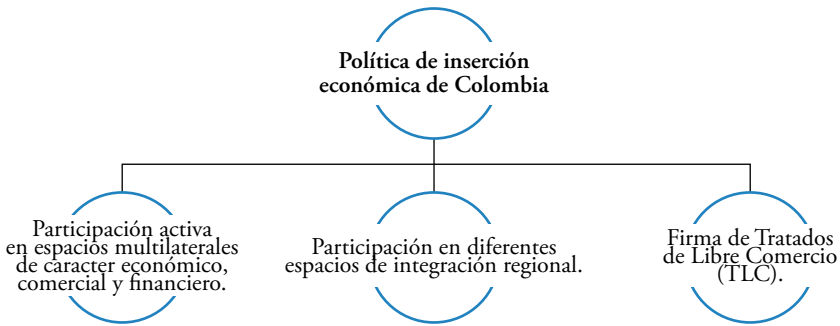 Política de inserción
económica de Colombia
Participación activa
en espacios multilaterales
de caracter económico,
comercial y financiero.
Participación en diferentes
espacios de integración regional.
Firma de Tratados
de Libre Comercio
(TLC).